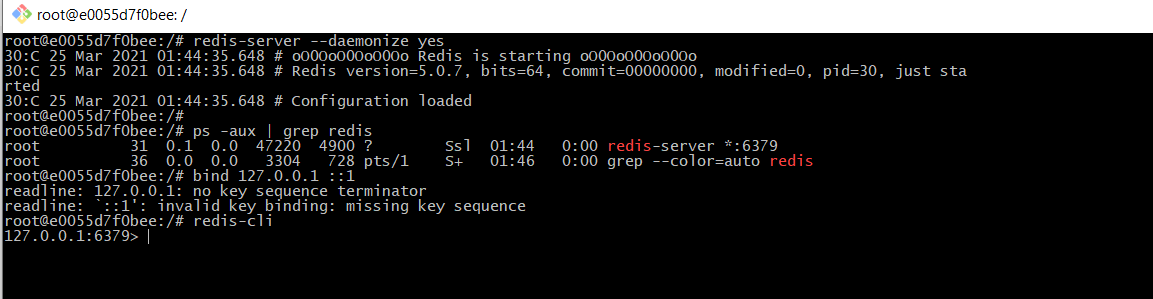 root@e0055d7f0bee: /
root@e0055d7f0bee:/# redis-server --daemonize yes
30:C 25 Mar 2021 01:44:35.648 # oO0OoO0OoO0Oo Redis is starting oO0OoO0OoO0Oo
30:C 25 Mar 2021 01:44:35.648 # Redis version=5.0.7, bits=64, commit=00000000, modified=0, pid=30, just sta
rted
30:C 25 Mar 2021 01:44:35.648 # Configuration loaded
root@e0055d7f0bee:/#
root@e0055d7f0bee:/# ps -aux | grep redis
root 31 0.1 0.0 47220 4900 ? Ssl 01:44 0:00 redis-server *:6379
root 36 0.0 0.0 3304 728 pts/1 S+ 01:46 0:00 grep --color=auto redis
root@e0055d7f0bee:/# bind 127.0.0.1 ::1
readline: 127.0.0.1: no key sequence terminator
readline: `::1': invalid key binding: missing key sequence
root@e0055d7f0bee:/# redis-cli
127.0.0.1:6379>